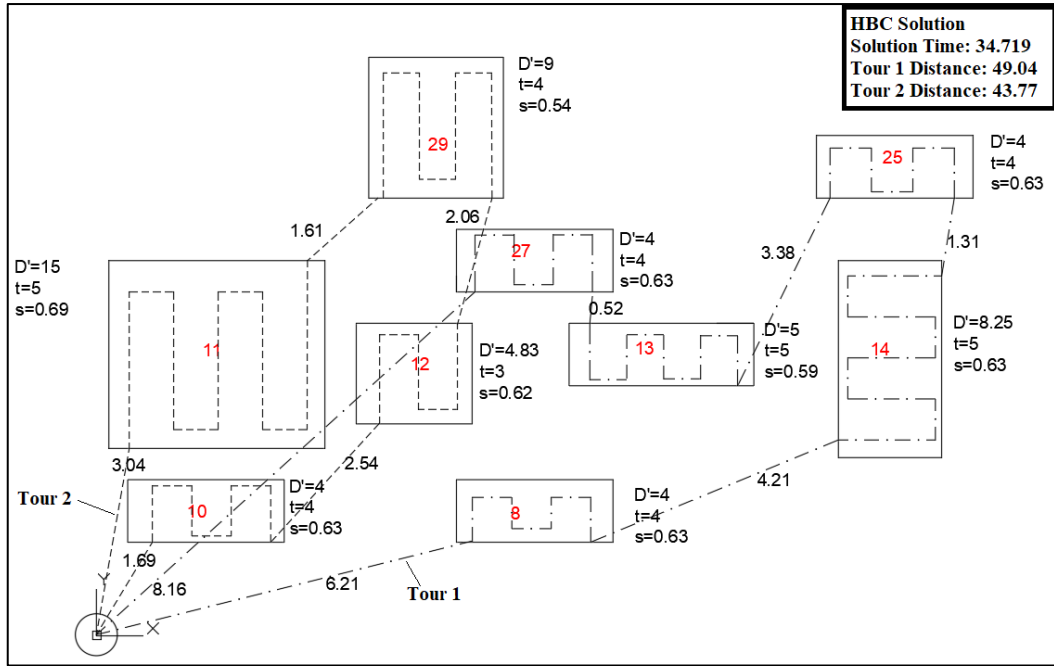 HBC Solution
Solution Time: 34.719
Tour 1 Distance: 49.04
Tour 2 Distance: 43.77
D'=9
t=4
s=0.54
29
D'=4
t=4
s=0.63
25
2.06
1.61
27
D'=4
t=4
s=0.63
3.38
1.31
D'=15
t=5
s=0.69
11
0.52
12
D'=4.83
t=3
s=0.62
13
D'=5
t=5
s=0.59
14
D'=8.25
t=5
s=0.63
3.04
2.54
4.21
Tour 2
10
D'=4
t=4
s=0.63
8
D'=4
t=4
s=0.63
1.69
8.16
6.21
Tour 1
Y
X